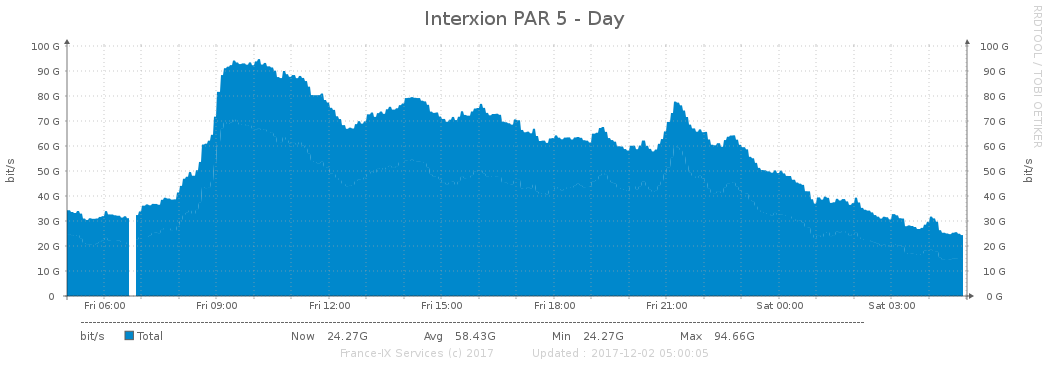 Interxion PAR 5 - Day
RRDTOOL / TOBI OETIKER
100 G 100 G
90 G 90 G
80 G 80 G
70 G 70 G
60 G 60 G
50 G 50 G
40 G 40 G
30 G 30 G
20 G 20 G
10 G 10 G
0 0 G
bit/s
bit/s
Fri 06:00 Fri 09:00 Fri 12:00 Fri 15:00 Fri 18:00 Fri 21:00 Sat 00:00 Sat 03:00
bit/s Total Now 24.27G Avg 58.43G Min 24.27G Max 94.66G
France-IX Services (c) 2017 Updated : 2017-12-02 05:00:05